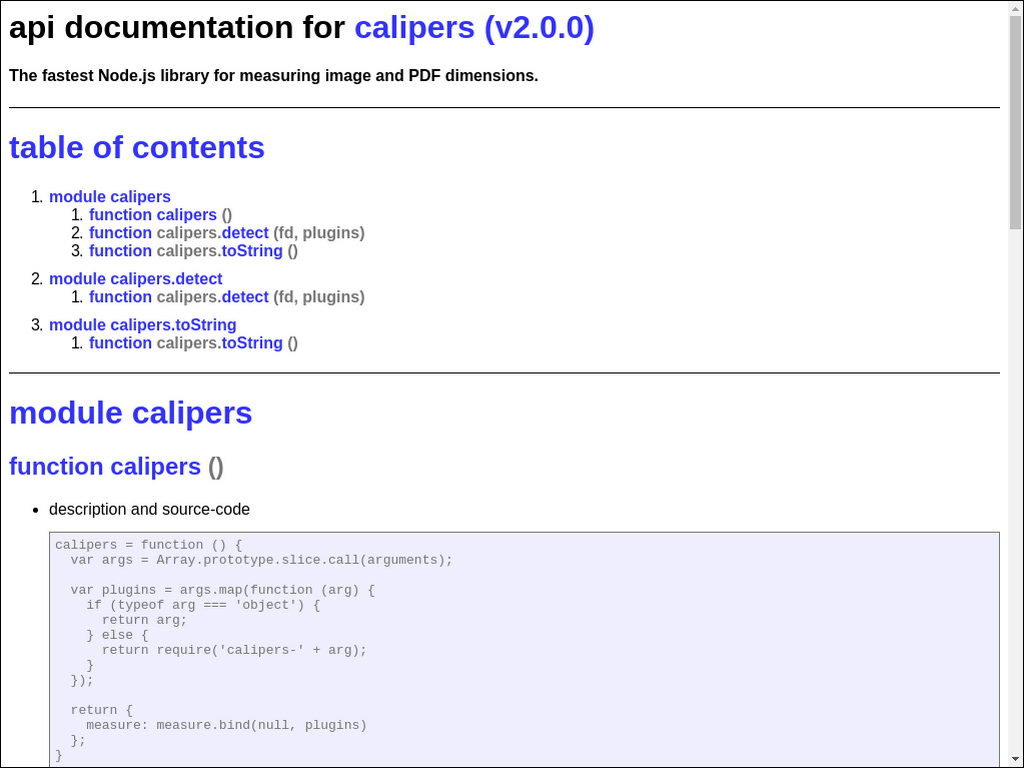 api documentation for calipers (v2.0.0)
The fastest Node.js library for measuring image and PDF dimensions.
table of contents
1. module calipers
1. function calipers ()
2. function calipers.detect (fd, plugins)
3. function calipers.toString ()
2. module calipers.detect
1. function calipers.detect (fd, plugins)
3. module calipers.toString
1. function calipers.toString ()
module calipers
function calipers ()
• description and source-code
calipers = function () {
  var args = Array.prototype.slice.call(arguments);
  var plugins = args.map(function (arg) {
    if (typeof arg === 'object') {
      return arg;
    } else {
      return require('calipers-' + arg);
    }
  });
  return {
    measure: measure.bind(null, plugins)
  };
}